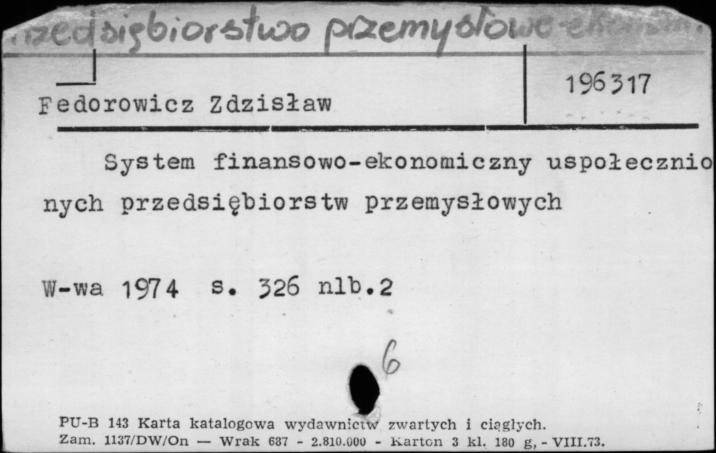 Przedsiębiorstwo przemysłowe-ekonom.
196317
Fedorowicz Zdzisław
System finansowo-ekonomiczny uspołecznio
nych przedsiębiorstw przemysłowych
W-wa 1974 s. 326 nlb.2
6
PU-B 143 Karta katalogowa wydawnictw zwartych i ciągłych.
Zam. 1137/DW/On — Wrak 687 - 2.810.000 - Karton 3 kl. 180 g, - VIII.73.